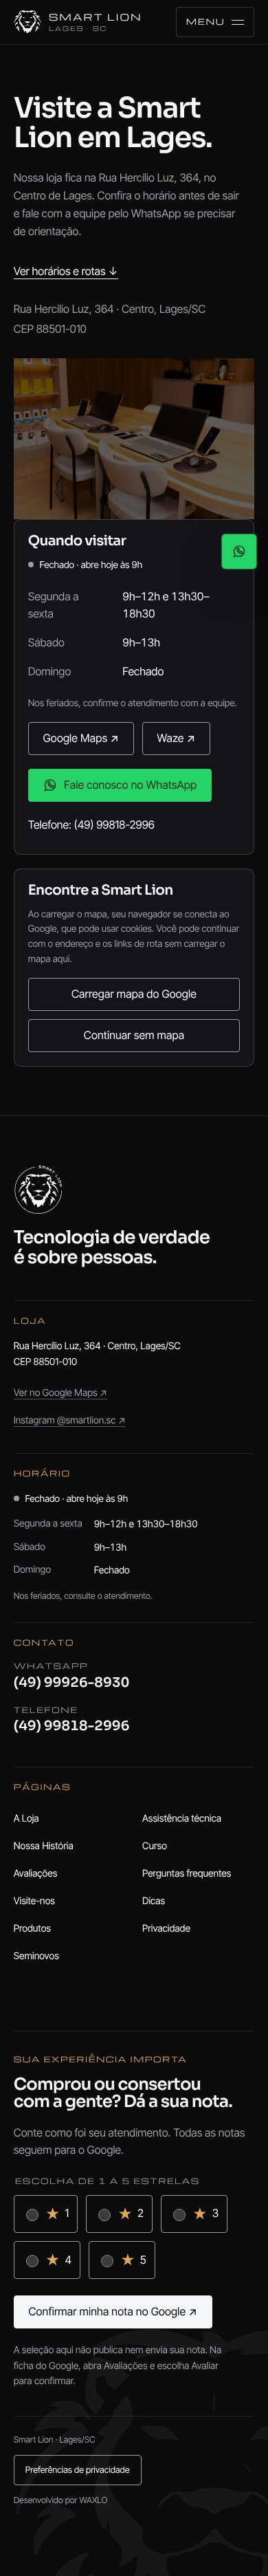 SMART LION
LAGES · SC
MENU
Visite a Smart
Lion em Lages.
Nossa loja fica na Rua Hercílio Luz, 364, no
Centro de Lages. Confira o horário antes de sair
e fale com a equipe pelo WhatsApp se precisar
de orientação.
Ver horários e rotas ↓
Rua Hercílio Luz, 364 · Centro, Lages/SC
CEP 88501-010
Quando visitar
Fechado · abre hoje às 9h
Segunda a sexta 9h–12h e 13h30–18h30
Sábado 9h–13h
Domingo Fechado
Nos feriados, confirme o atendimento com a equipe.
Google Maps ↗ Waze ↗
Fale conosco no WhatsApp
Telefone: (49) 99818-2996
Encontre a Smart Lion
Ao carregar o mapa, seu navegador se conecta ao
Google, que pode usar cookies. Você pode continuar
com o endereço e os links de rota sem carregar o
mapa aqui.
Carregar mapa do Google
Continuar sem mapa
SMART LION
Tecnologia de verdade
é sobre pessoas.
LOJA
Rua Hercílio Luz, 364 · Centro, Lages/SC
CEP 88501-010
Ver no Google Maps ↗
Instagram @smartlion.sc ↗
HORÁRIO
Fechado · abre hoje às 9h
Segunda a sexta 9h–12h e 13h30–18h30
Sábado 9h–13h
Domingo Fechado
Nos feriados, consulte o atendimento.
CONTATO
WHATSAPP
(49) 99926-8930
TELEFONE
(49) 99818-2996
PÁGINAS
A Loja Assistência técnica
Nossa História Curso
Avaliações Perguntas frequentes
Visite-nos Dicas
Produtos Privacidade
Seminovos
SUA EXPERIÊNCIA IMPORTA
Comprou ou consertou
com a gente? Dá a sua nota.
Conte como foi seu atendimento. Todas as notas
seguem para o Google.
ESCOLHA DE 1 A 5 ESTRELAS
★ 1 ★ 2 ★ 3
★ 4 ★ 5
Confirmar minha nota no Google ↗
A seleção aqui não publica nem envia sua nota. Na
ficha do Google, abra Avaliações e escolha Avaliar
para confirmar.
Smart Lion · Lages/SC
Preferências de privacidade
Desenvolvido por WAXLO